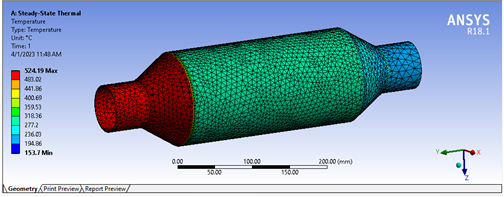 A: Steady-State Thermal
Temperature
Type: Temperature
Unit: °C
Time: 1
4/1/2023 11:48 AM
ANSYS
R18.1
524.19 Max
483.02
441.86
400.69
359.53
318.36
277.2
236.03
194.86
153.7 Min
0.00 100.00 200.00 (mm)
50.00 150.00
Y X
Z
Geometry Print Preview Report Preview